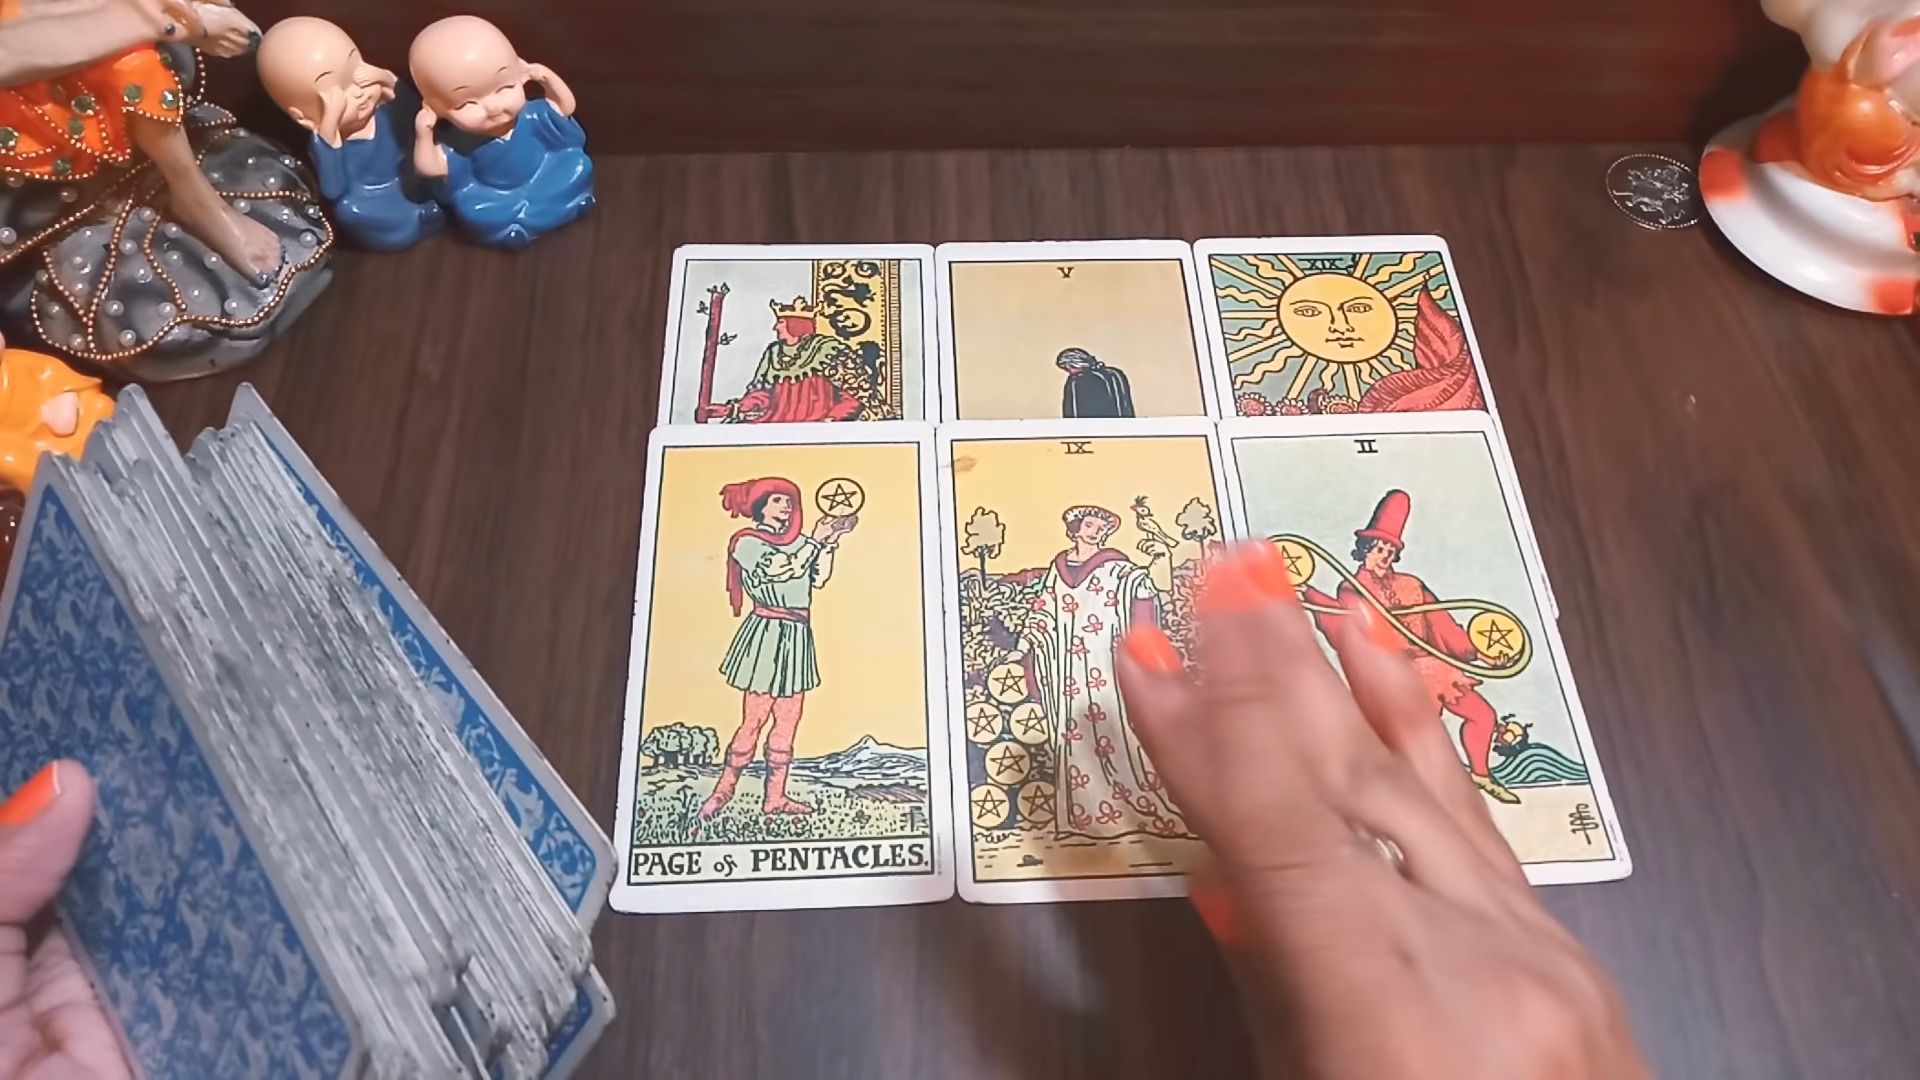 V
XIX
IX
II
PAGE of PENTACLES.